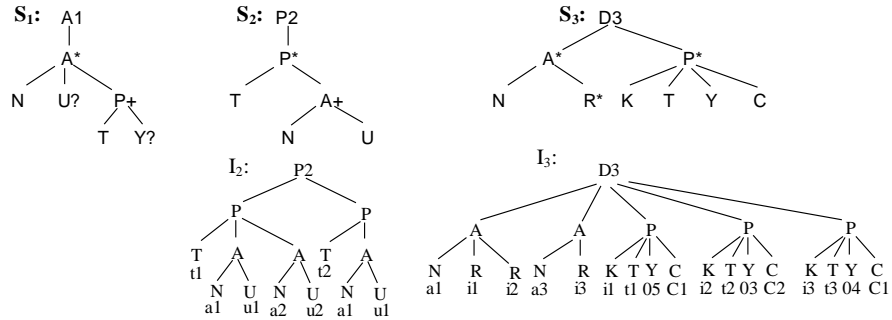 S1: A1 S2: P2 S3: D3
A* P* A* P*
N U? P+ T A+ N R* K T Y C
T Y? N U
I2: P2 I3: D3
P P A A P P P
T A A T A N R R N R K T Y C K T Y C K T Y C
t1 t2 a1 i1 i2 a3 i3 i1 t1 05 C1 i2 t2 03 C2 i3 t3 04 C1
N U N U N U
a1 u1 a2 u2 a1 u1